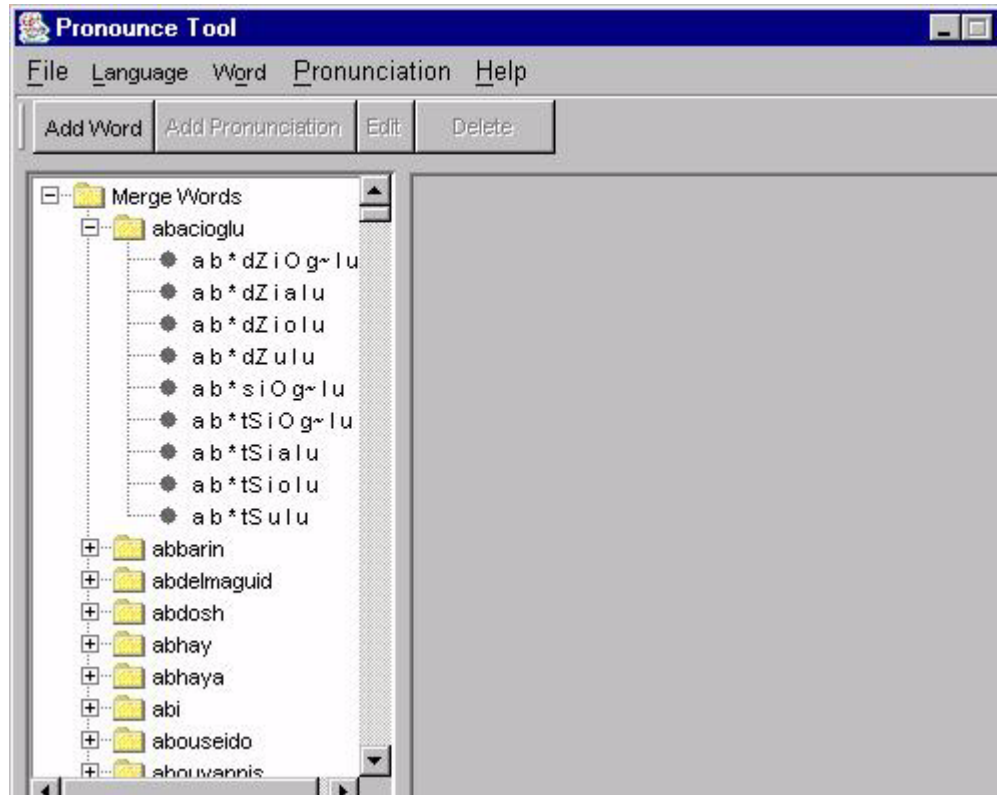 Pronounce Tool
File Language Word Pronunciation Help
Add Word Add Pronunciation Edit Delete
Merge Words
abacioglu
a b * dZ i O g~ l u
a b * dZ i a l u
a b * dZ i o l u
a b * dZ u l u
a b * s i O g~ l u
a b * tS i O g~ l u
a b * tS i a l u
a b * tS i o l u
a b * tS u l u
abbarin
abdelmaguid
abdosh
abhay
abhaya
abi
abouseido
abouyannis